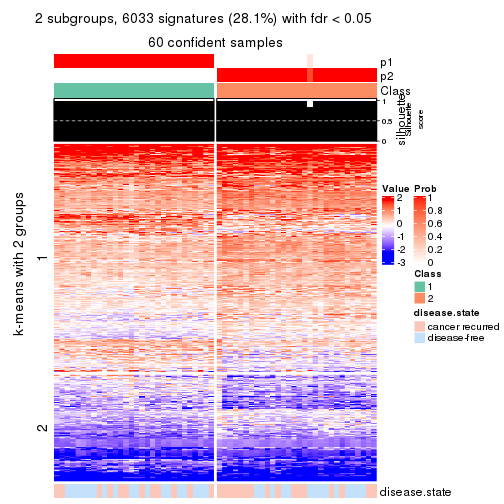 2 subgroups, 6033 signatures (28.1%) with fdr < 0.05
60 confident samples
p1
p2
Class
1
0.5
0
silhouette
Silhouette
score
k-means with 2 groups
1
2
Value
2
1
0
-1
-2
-3
Prob
1
0.8
0.6
0.4
0.2
0
Class
1
2
disease.state
cancer recurred
disease-free
disease.state